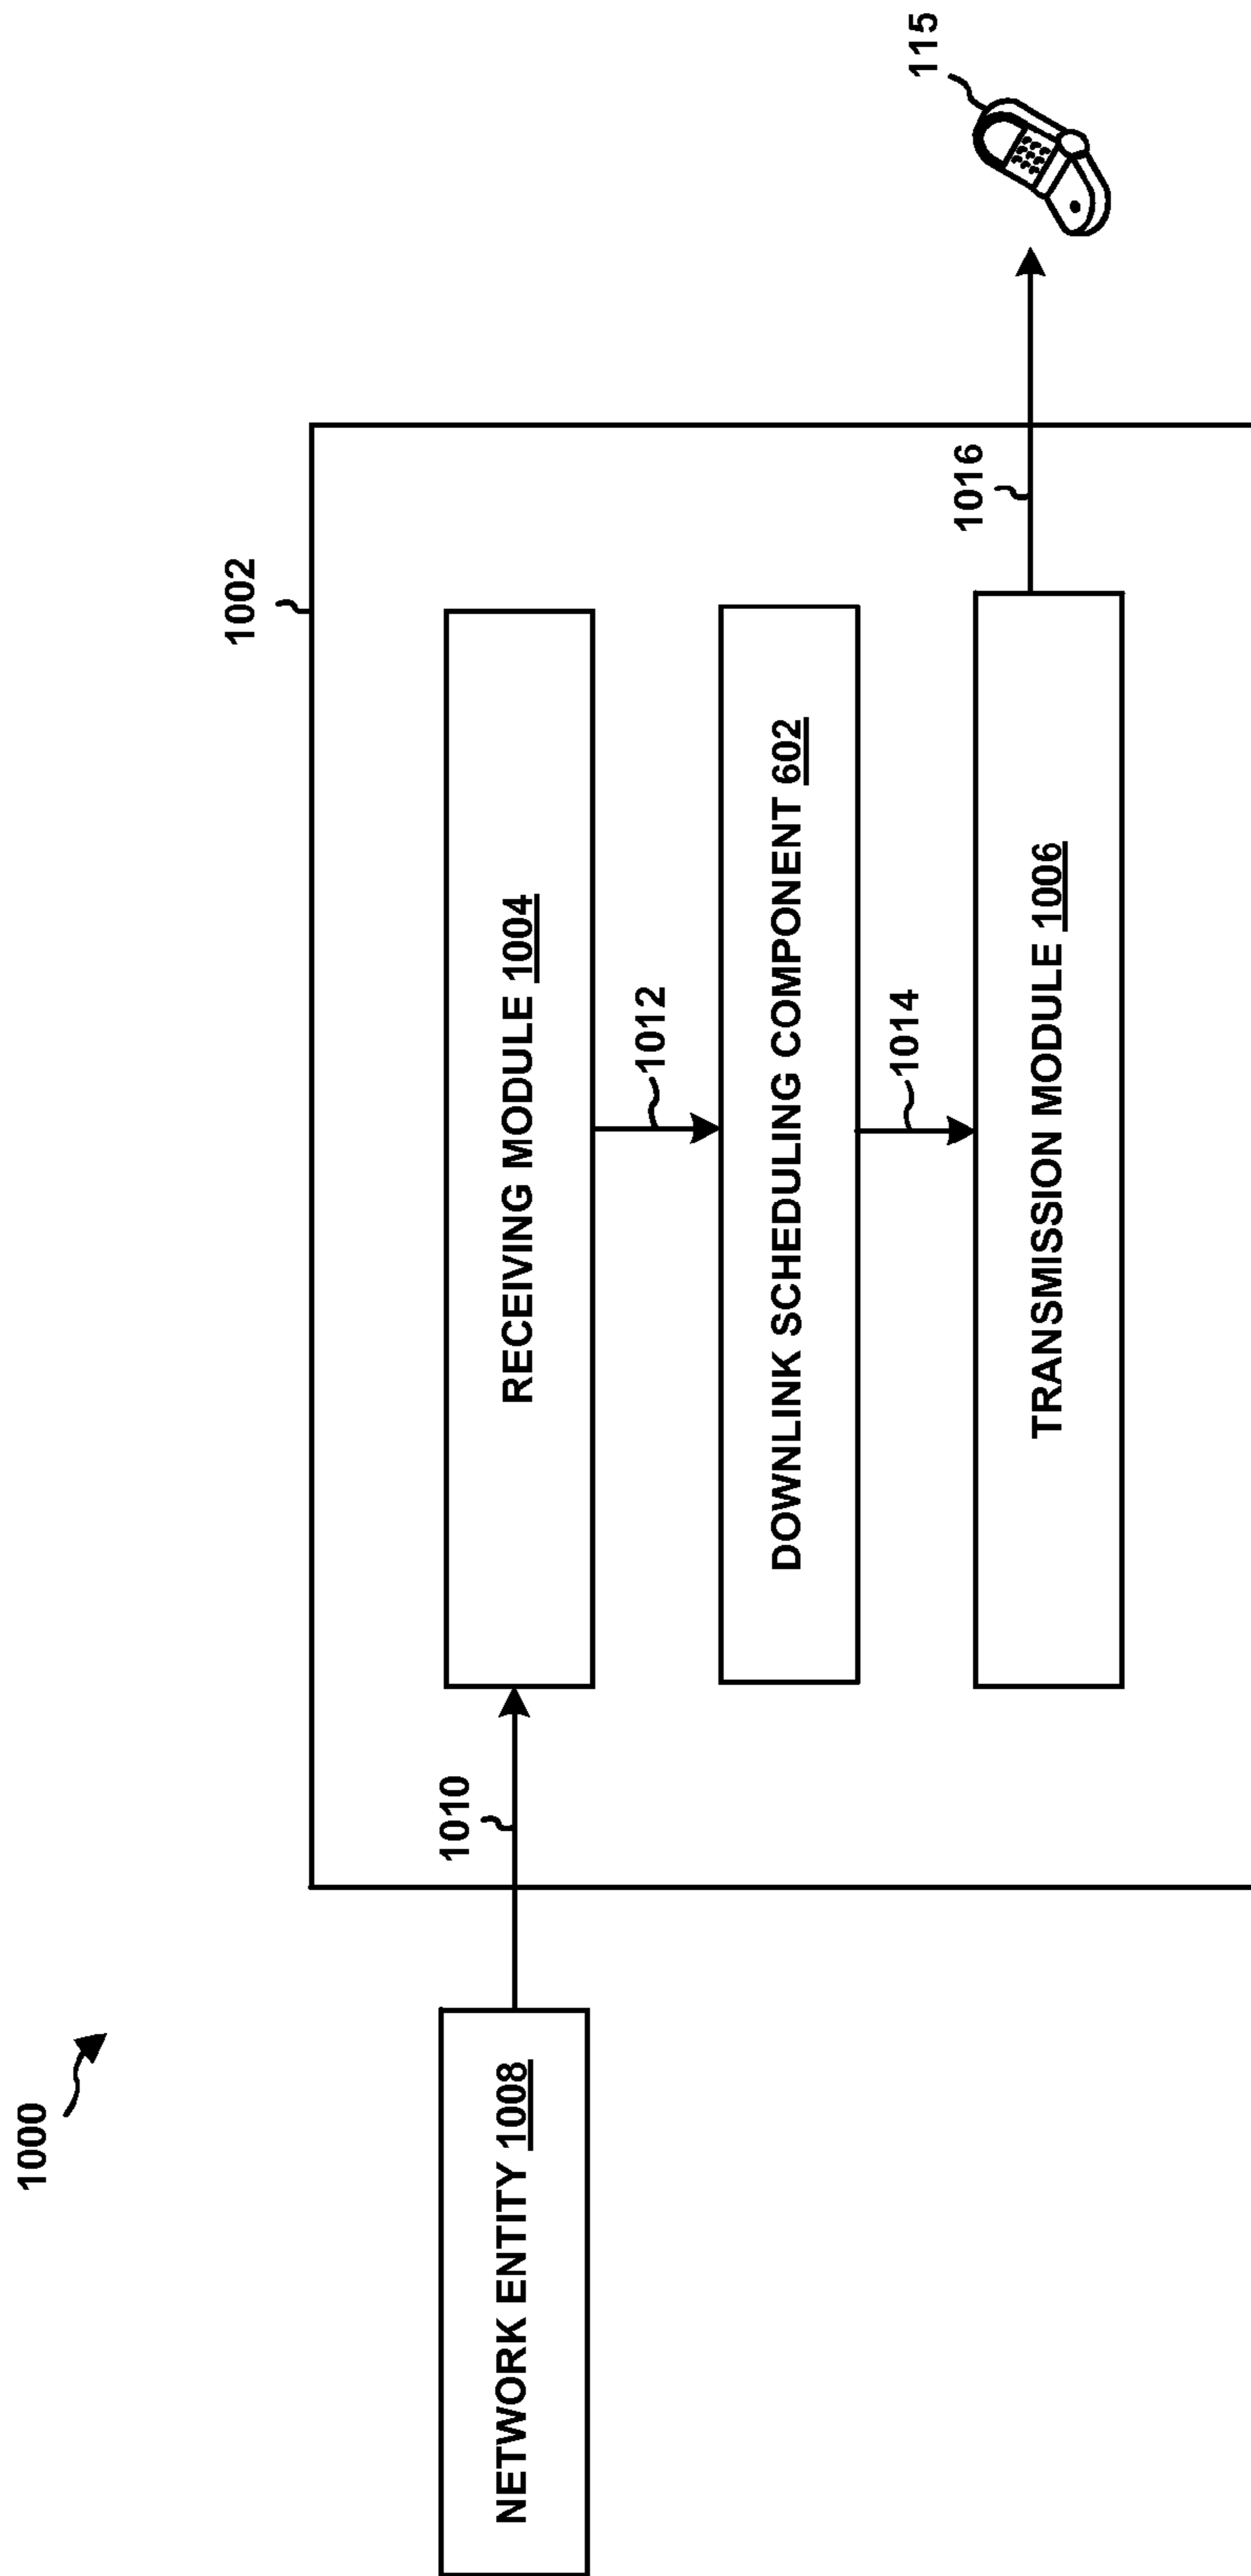 1000
NETWORK ENTITY 1008
1010
1002
RECEIVING MODULE 1004
1012
DOWNLINK SCHEDULING COMPONENT 602
1014
TRANSMISSION MODULE 1006
1016
115